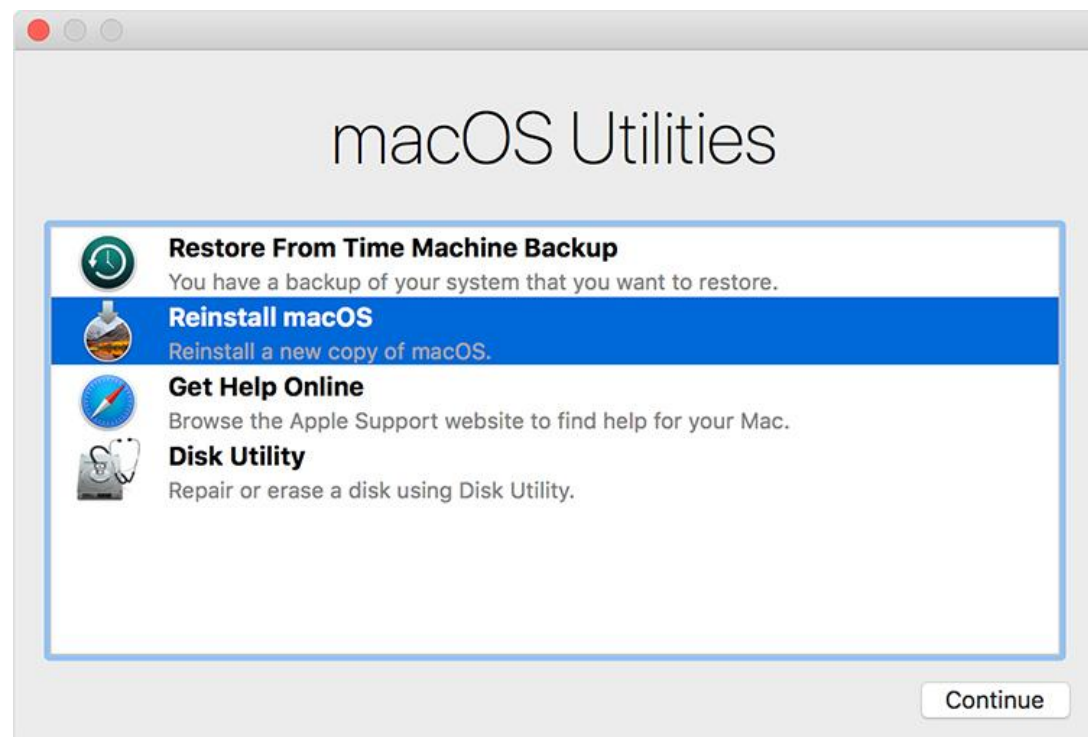 macOS Utilities
Restore From Time Machine Backup
You have a backup of your system that you want to restore.
Reinstall macOS
Reinstall a new copy of macOS.
Get Help Online
Browse the Apple Support website to find help for your Mac.
Disk Utility
Repair or erase a disk using Disk Utility.
Continue